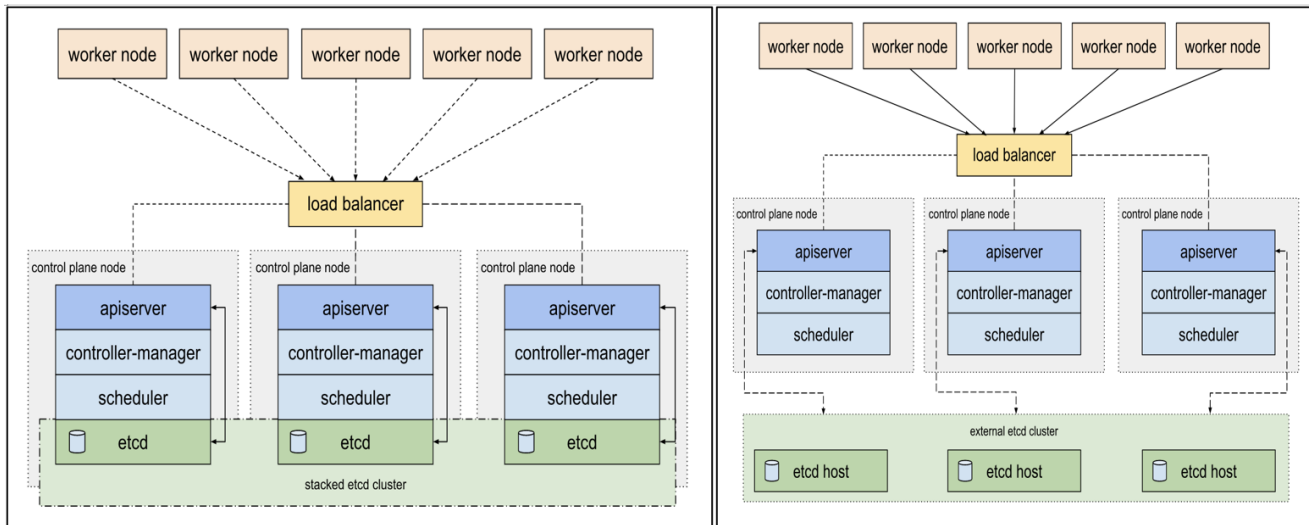 worker node
worker node
worker node
worker node
worker node
load balancer
control plane node
control plane node
control plane node
apiserver
apiserver
apiserver
controller-manager
controller-manager
controller-manager
scheduler
scheduler
scheduler
etcd
etcd
etcd
stacked etcd cluster
worker node
worker node
worker node
worker node
worker node
load balancer
control plane node
control plane node
control plane node
apiserver
apiserver
apiserver
controller-manager
controller-manager
controller-manager
scheduler
scheduler
scheduler
external etcd cluster
etcd host
etcd host
etcd host